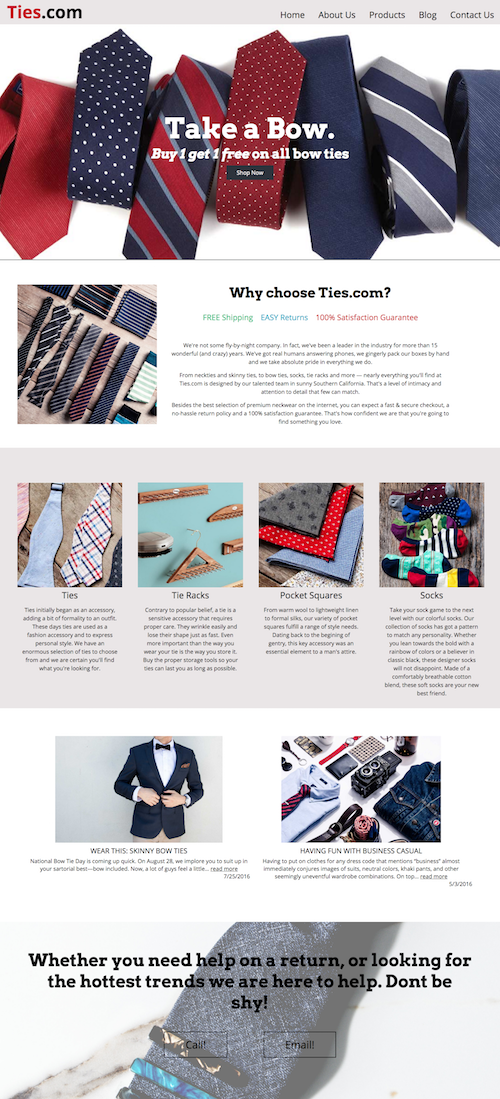 Ties.com
Home About Us Products Blog Contact Us
Take a Bow.
Buy 1 get 1 free on all bow ties
Shop Now
Why choose Ties.com?
FREE Shipping EASY Returns 100% Satisfaction Guarantee
We're not some fly-by-night company. In fact, we've been a leader in the industry for more than 15
wonderful (and crazy) years. We've got real humans answering phones, we gingerly pack our boxes by hand
and we take absolute pride in everything we do.
From neckties and skinny ties, to bow ties, socks, tie racks and more — nearly everything you'll find at
Ties.com is designed by our talented team in sunny Southern California. That's a level of intimacy and
attention to detail that few can match.
Besides the best selection of premium neckwear on the internet, you can expect a fast & secure checkout, a
no-hassle return policy and a 100% satisfaction guarantee. That's how confident we are that you're going to
find something you love.
Ties
Ties initially began as an accessory,
adding a bit of formality to an outfit.
These days ties are used as a
fashion accessory and to express
personal style. We have an
enormous selection of ties to choose
from and we are certain you'll find
what you're looking for.
Tie Racks
Contrary to popular belief, a tie is a
sensitive accessory that requires
proper care. They wrinkle easily and
lose their shape just as fast. Even
more important than the way you
wear your tie is the way you store it.
Buy the proper storage tools so your
ties can last you as long as possible.
Pocket Squares
From warm wool to lightweight linen
to formal silks, our variety of pocket
squares fulfill a range of style needs.
Dating back to the begining of
gentry, this key accessory was an
essential element to a man's attire.
Socks
Take your sock game to the next
level with our colorful socks. Our
collection of socks has got a pattern
to match any personality. Whether
you lean towards the bold with a
rainbow of colors or a believer in
classic black, these designer socks
will not disappoint. Made of a
comfortably breathable cotton
blend, these soft socks are your new
best friend.
WEAR THIS: SKINNY BOW TIES
National Bow Tie Day is coming up quick. On August 28, we implore you to suit up in
your sartorial best—bow included. Now, a lot of guys feel a little... read more
7/25/2016
HAVING FUN WITH BUSINESS CASUAL
Having to put on clothes for any dress code that mentions "business" almost
immediately conjures images of suits, neutral colors, khaki pants, and other
seemingly uneventful wardrobe combinations. On top... read more
5/3/2016
Whether you need help on a return, or looking for
the hottest trends we are here to help. Dont be
shy!
Call! Email!